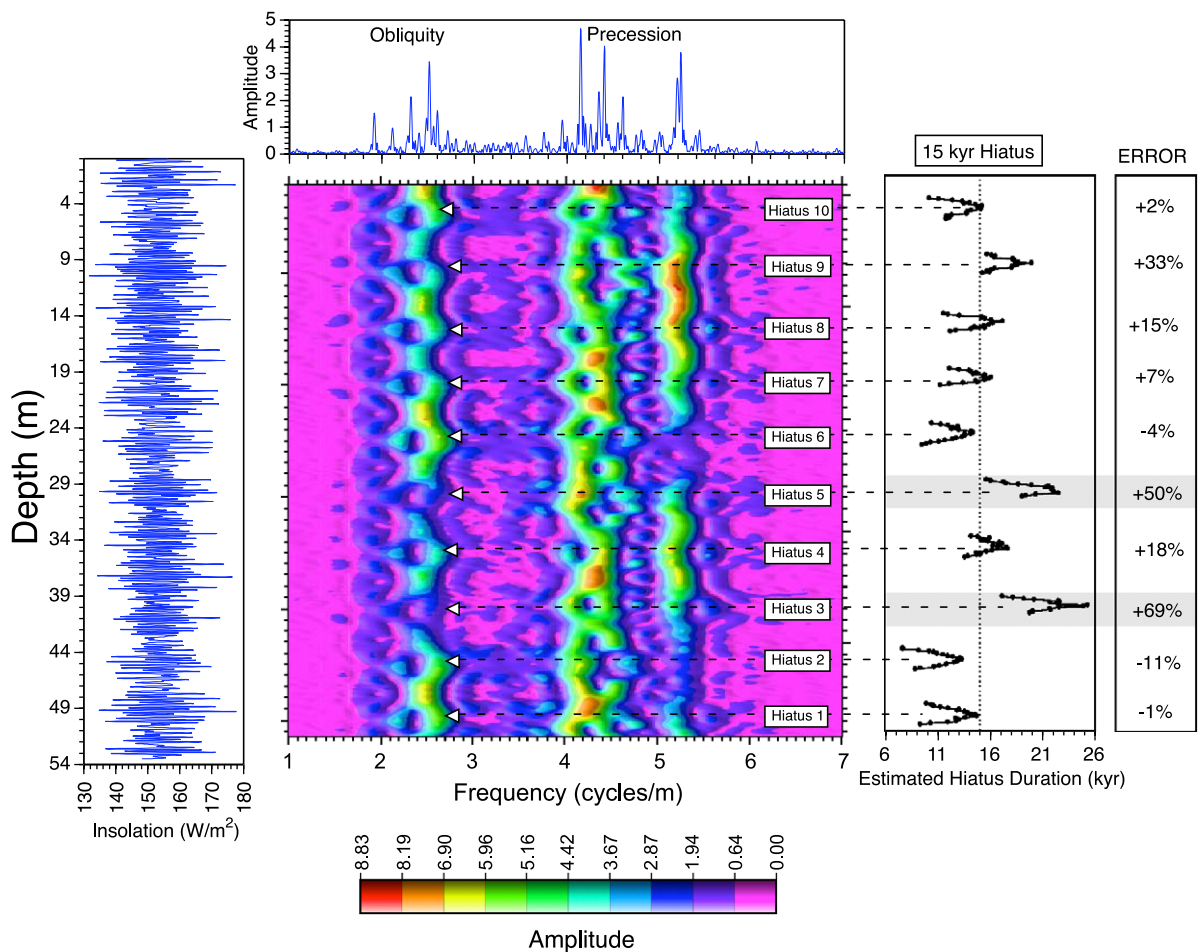 Amplitude
5
4
3
2
1
0
Obliquity
Precession
Depth (m)
4
9
14
19
24
29
34
39
44
49
54
130
140
150
160
170
180
Insolation (W/m²)
Hiatus 10
Hiatus 9
Hiatus 8
Hiatus 7
Hiatus 6
Hiatus 5
Hiatus 4
Hiatus 3
Hiatus 2
Hiatus 1
1 2 3 4 5 6 7
Frequency (cycles/m)
15 kyr Hiatus
6 11 16 21 26
Estimated Hiatus Duration (kyr)
ERROR
+2%
+33%
+15%
+7%
-4%
+50%
+18%
+69%
-11%
-1%
8.83
8.19
6.90
5.96
5.16
4.42
3.67
2.87
1.94
0.64
0.00
Amplitude